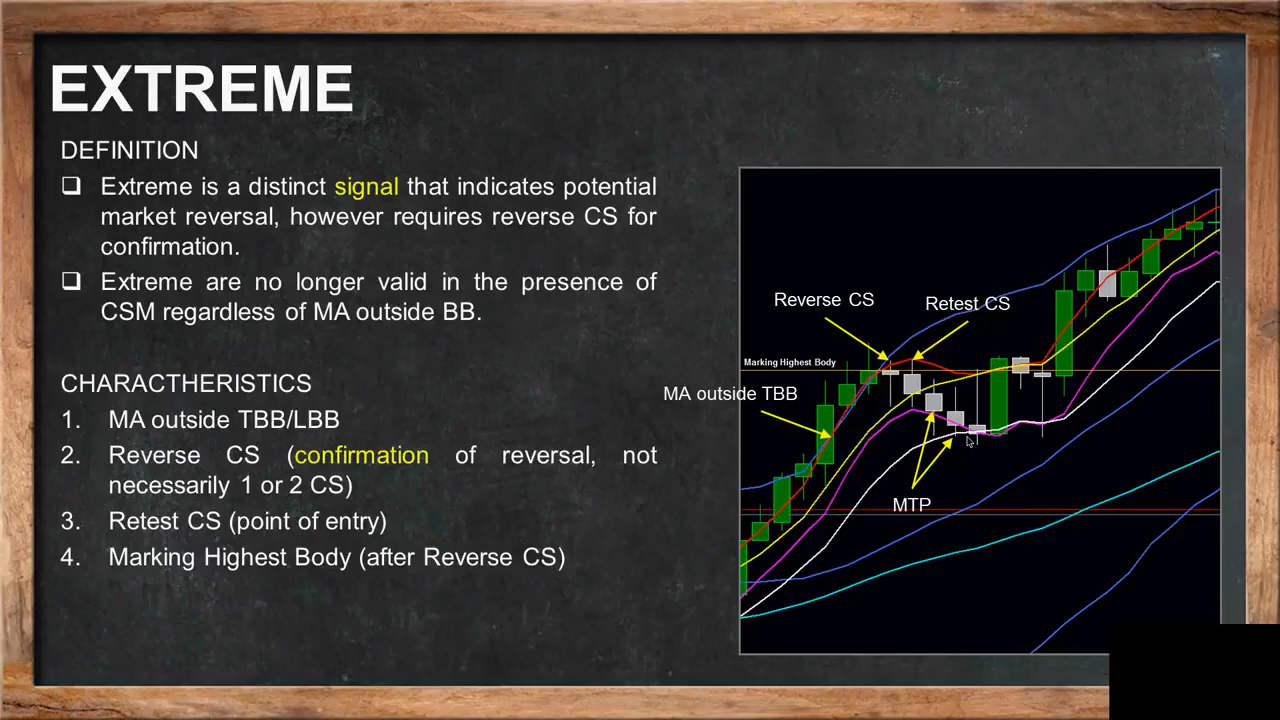 EXTREME
DEFINITION
❑ Extreme is a distinct signal that indicates potential
market reversal, however requires reverse CS for
confirmation.
❑ Extreme are no longer valid in the presence of
CSM regardless of MA outside BB.
CHARACTHERISTICS
1. MA outside TBB/LBB
2. Reverse CS (confirmation of reversal, not
necessarily 1 or 2 CS)
3. Retest CS (point of entry)
4. Marking Highest Body (after Reverse CS)
Reverse CS
Retest CS
Marking Highest Body
MA outside TBB
MTP